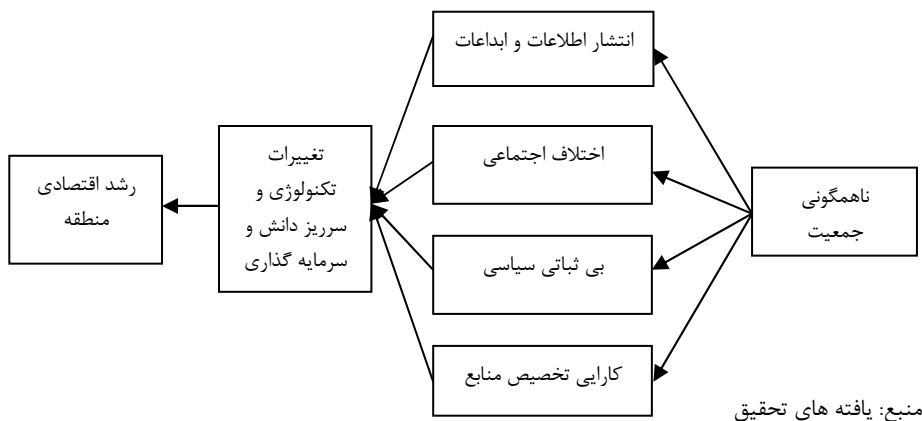 ناهمگونی
جمعیت
انتشار اطلاعات و ابداعات
اختلاف اجتماعی
بی ثباتی سیاسی
کارایی تخصیص منابع
تغییرات
تکنولوژی و
سرریز دانش و
سرمایه گذاری
رشد اقتصادی
منطقه
منبع: یافته های تحقیق